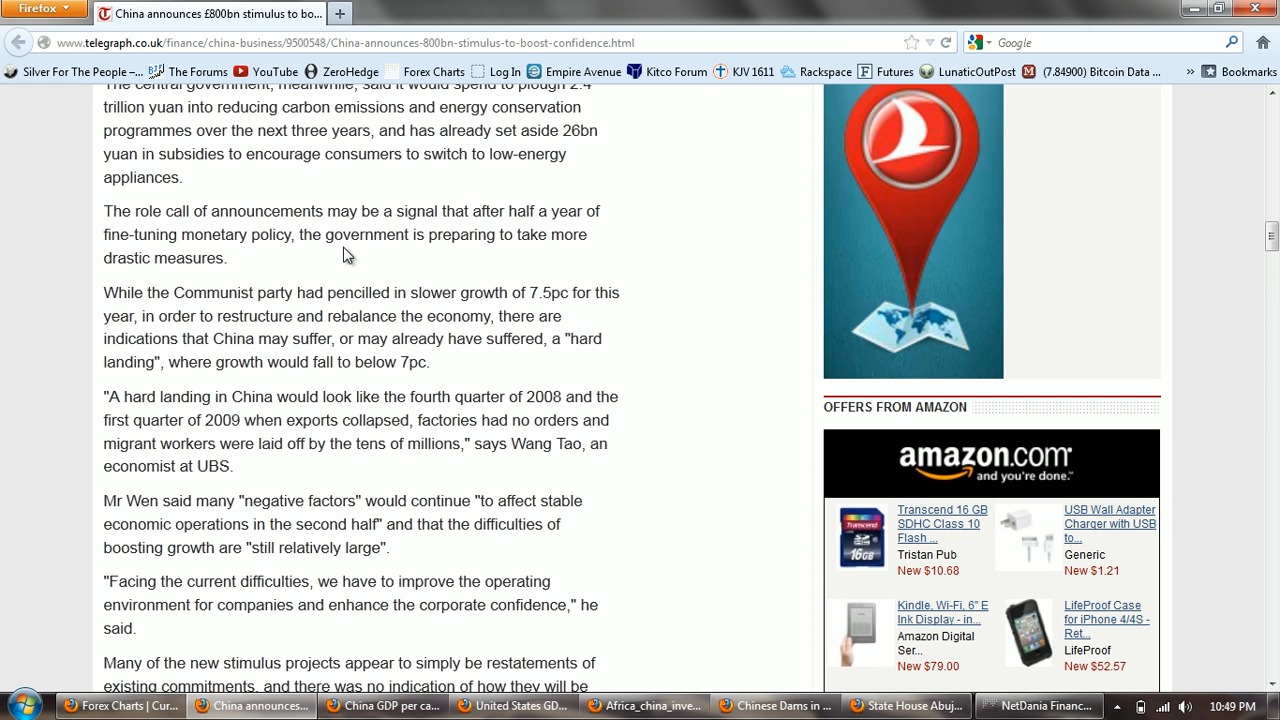 Firefox
China announces £800bn stimulus to bo...
www.telegraph.co.uk/finance/china-business/9500548/China-announces-800bn-stimulus-to-boost-confidence.html
Google
Silver For The People –...
The Forums
YouTube
ZeroHedge
Forex Charts
Log In
Empire Avenue
Kitco Forum
KJV 1611
Rackspace
Futures
LunaticOutPost
(7.84900) Bitcoin Data ...
Bookmarks
The central government, meanwhile, said it would spend to plough 2.4
trillion yuan into reducing carbon emissions and energy conservation
programmes over the next three years, and has already set aside 26bn
yuan in subsidies to encourage consumers to switch to low-energy
appliances.
The role call of announcements may be a signal that after half a year of
fine-tuning monetary policy, the government is preparing to take more
drastic measures.
While the Communist party had pencilled in slower growth of 7.5pc for this
year, in order to restructure and rebalance the economy, there are
indications that China may suffer, or may already have suffered, a "hard
landing", where growth would fall to below 7pc.
"A hard landing in China would look like the fourth quarter of 2008 and the
first quarter of 2009 when exports collapsed, factories had no orders and
migrant workers were laid off by the tens of millions," says Wang Tao, an
economist at UBS.
Mr Wen said many "negative factors" would continue "to affect stable
economic operations in the second half" and that the difficulties of
boosting growth are "still relatively large".
"Facing the current difficulties, we have to improve the operating
environment for companies and enhance the corporate confidence," he
said.
Many of the new stimulus projects appear to simply be restatements of
existing commitments, and there was no indication of how they will be
OFFERS FROM AMAZON
amazon.com
and you're done.™
Transcend
16GB
Transcend 16 GB
SDHC Class 10
Flash ...
Tristan Pub
New $10.68
USB Wall Adapter
Charger with USB
to...
Generic
New $1.21
Kindle, Wi-Fi, 6" E
Ink Display - in...
Amazon Digital
Ser...
New $79.00
LifeProof Case
for iPhone 4/4S -
Ret...
LifeProof
New $52.57
Forex Charts | Cur...
China announces...
China GDP per ca...
United States GD...
Africa_china_inve...
Chinese Dams in ...
State House Abuj...
NetDania Financ...
10:49 PM